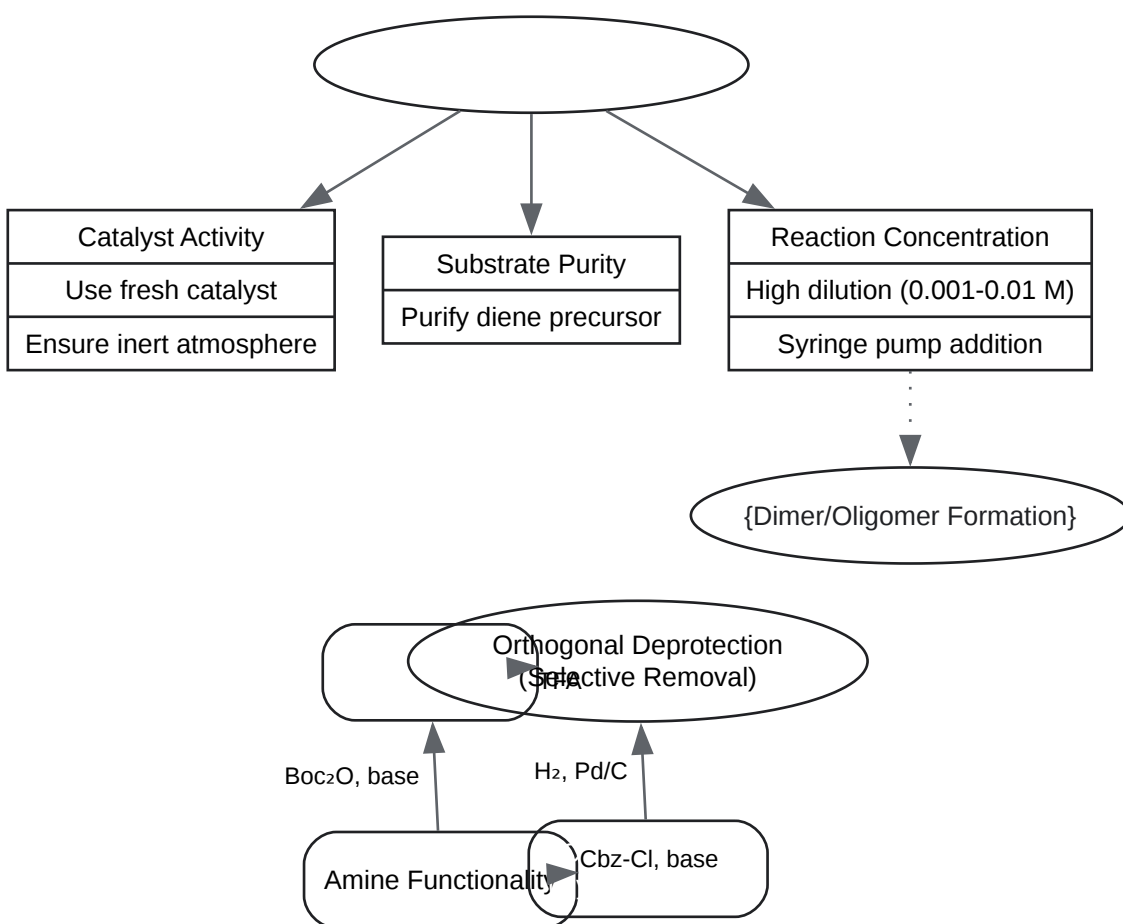 Catalyst Activity
Use fresh catalyst
Ensure inert atmosphere
Substrate Purity
Purify diene precursor
Reaction Concentration
High dilution (0.001-0.01 M)
Syringe pump addition
{Dimer/Oligomer Formation}
Orthogonal Deprotection
(Selective Removal)
TFA
Boc₂O, base
H₂, Pd/C
Cbz-Cl, base
Amine Functionality